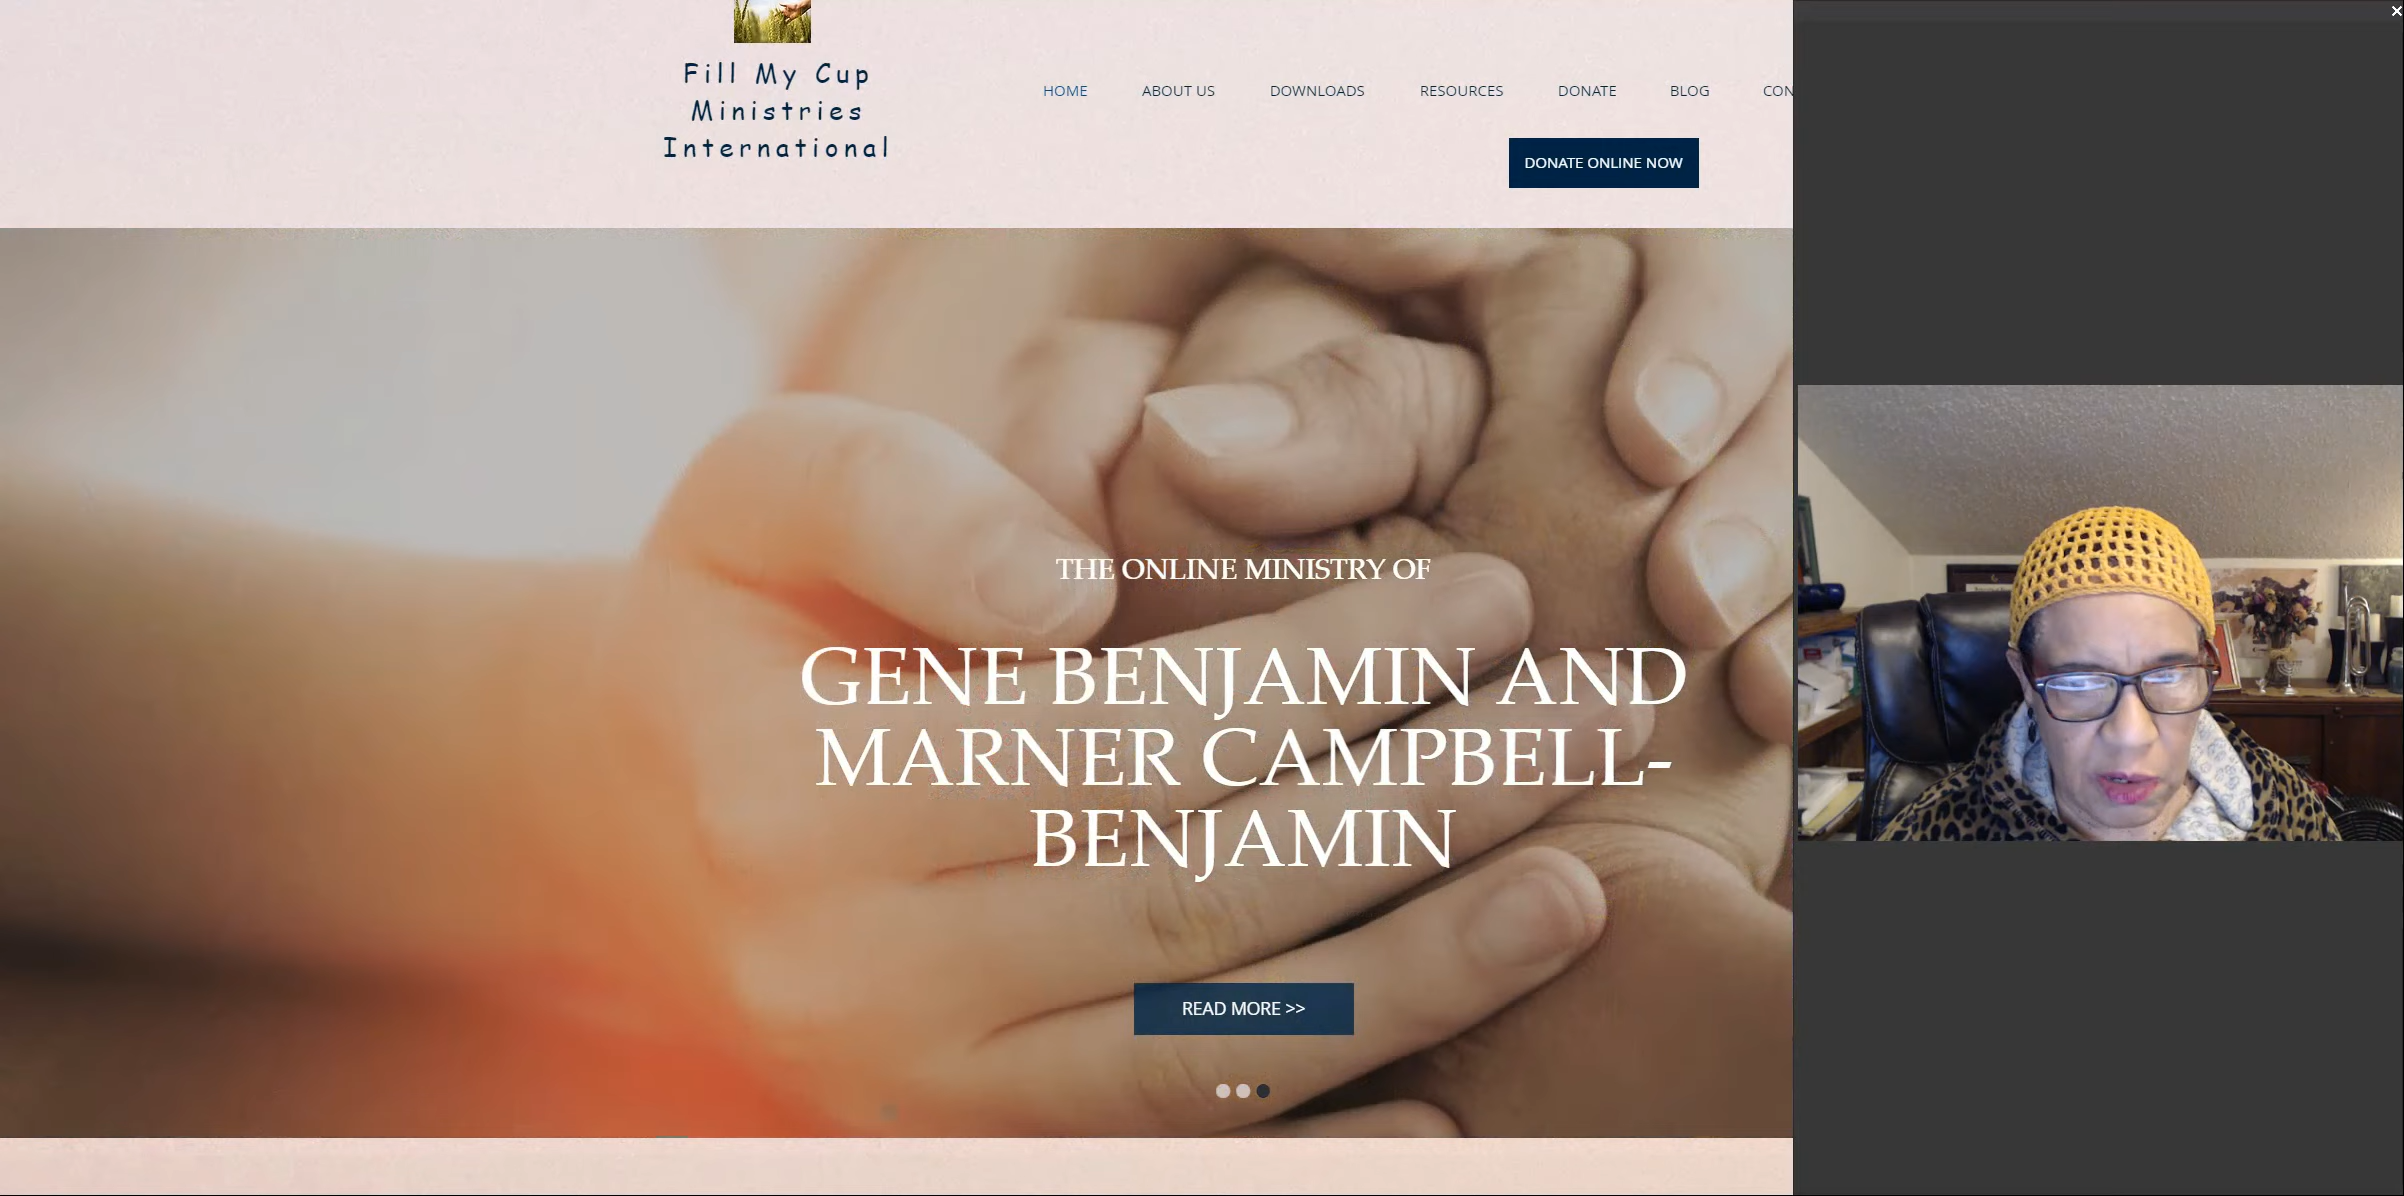 Fill My Cup
Ministries
International
HOME
ABOUT US
DOWNLOADS
RESOURCES
DONATE
BLOG
CON
DONATE ONLINE NOW
THE ONLINE MINISTRY OF
GENE BENJAMIN AND
MARNER CAMPBELL-
BENJAMIN
READ MORE >>